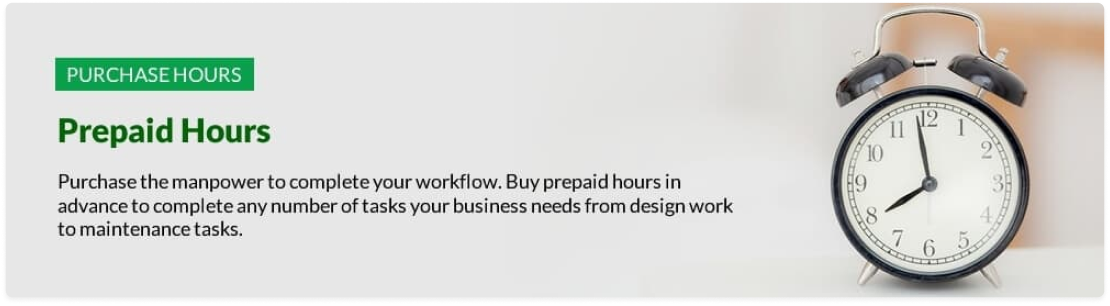 PURCHASE HOURS
Prepaid Hours
Purchase the manpower to complete your workflow. Buy prepaid hours in
advance to complete any number of tasks your business needs from design work
to maintenance tasks.
12
11
1
10
2
9
3
8
4
7
5
6